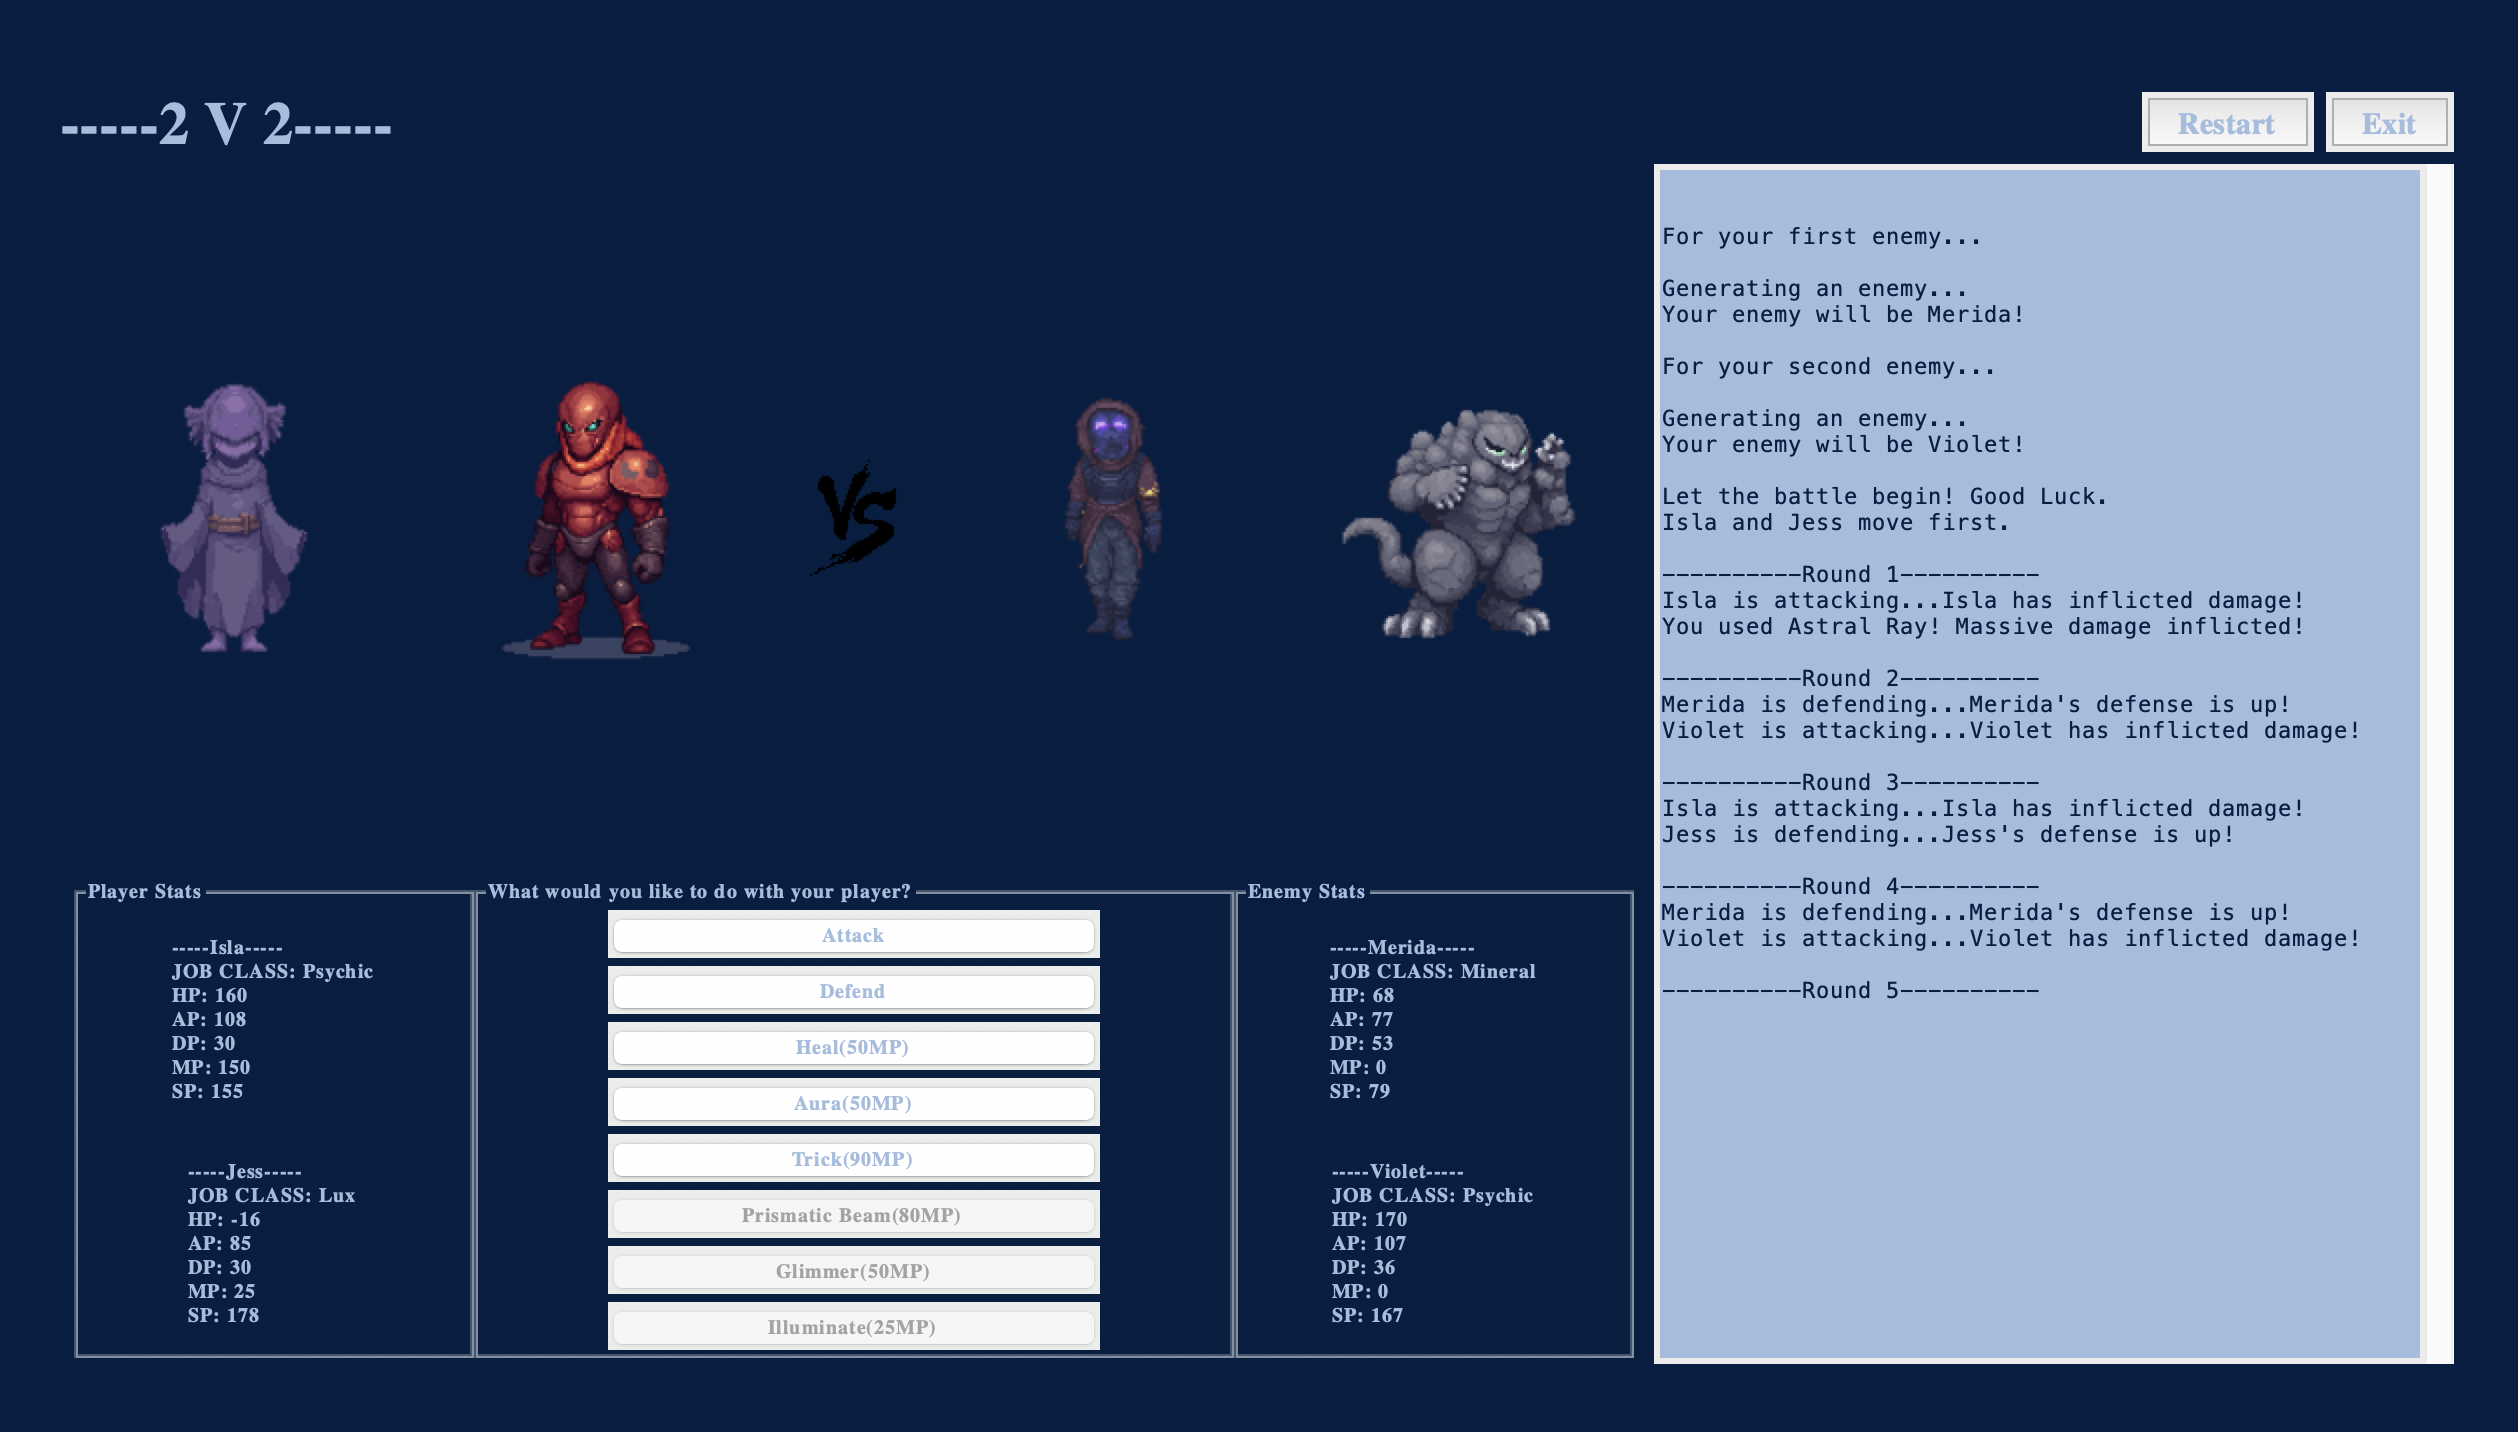 -----2 V 2-----
Restart
Exit
VS
For your first enemy...
Generating an enemy...
Your enemy will be Merida!
For your second enemy...
Generating an enemy...
Your enemy will be Violet!
Let the battle begin! Good Luck.
Isla and Jess move first.
----------Round 1----------
Isla is attacking...Isla has inflicted damage!
You used Astral Ray! Massive damage inflicted!
----------Round 2----------
Merida is defending...Merida's defense is up!
Violet is attacking...Violet has inflicted damage!
----------Round 3----------
Isla is attacking...Isla has inflicted damage!
Jess is defending...Jess's defense is up!
----------Round 4----------
Merida is defending...Merida's defense is up!
Violet is attacking...Violet has inflicted damage!
----------Round 5----------
Player Stats
-----Isla-----
JOB CLASS: Psychic
HP: 160
AP: 108
DP: 30
MP: 150
SP: 155
-----Jess-----
JOB CLASS: Lux
HP: -16
AP: 85
DP: 30
MP: 25
SP: 178
What would you like to do with your player?
Attack
Defend
Heal(50MP)
Aura(50MP)
Trick(90MP)
Prismatic Beam(80MP)
Glimmer(50MP)
Illuminate(25MP)
Enemy Stats
-----Merida-----
JOB CLASS: Mineral
HP: 68
AP: 77
DP: 53
MP: 0
SP: 79
-----Violet-----
JOB CLASS: Psychic
HP: 170
AP: 107
DP: 36
MP: 0
SP: 167